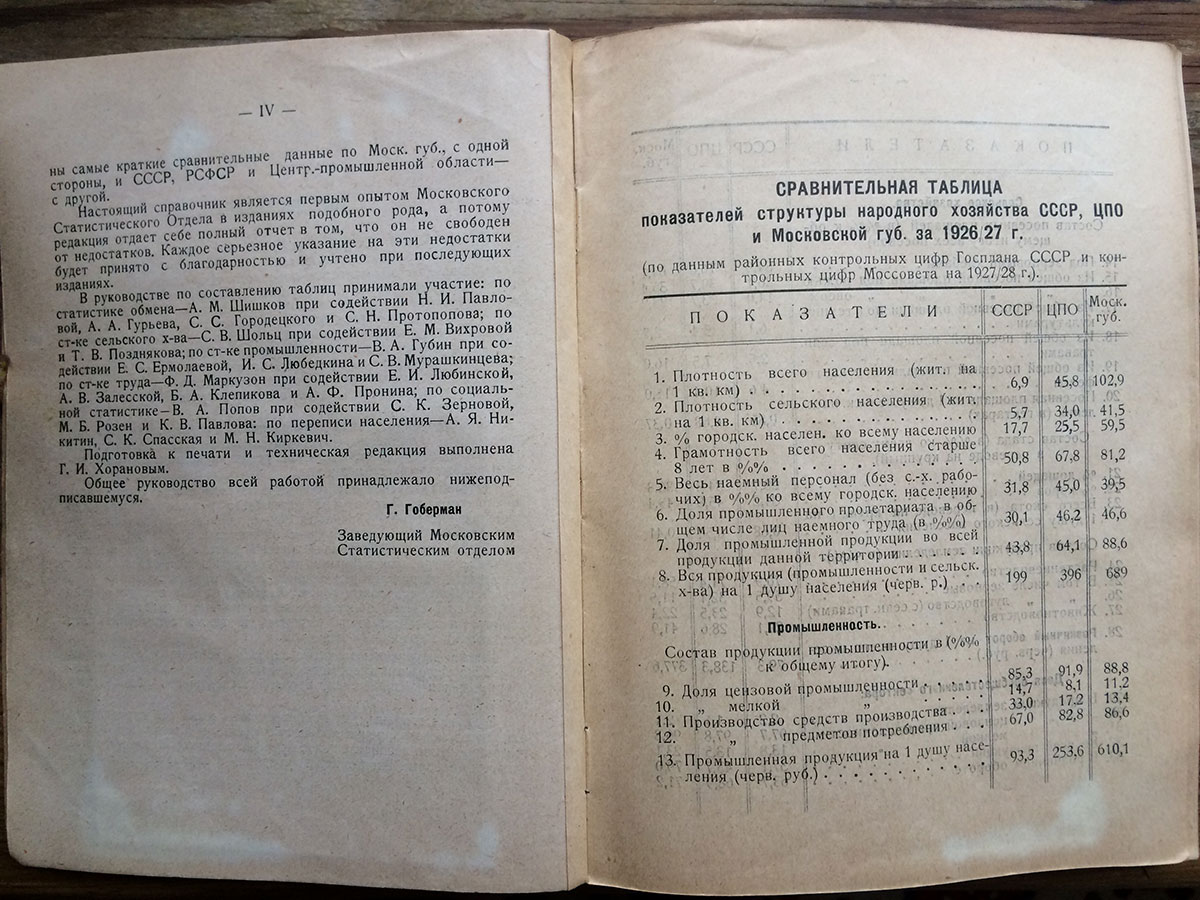 — IV —
ны самые краткие сравнительные данные по Моск. губ., с одной
стороны, и СССР, РСФСР и Центр.-промышленной области—
с другой.
Настоящий справочник является первым опытом Московского
Статистического Отдела в изданиях подобного рода, а потому
редакция отдает себе полный отчет в том, что он не свободен
от недостатков. Каждое серьезное указание на эти недостатки
будет принято с благодарностью и учтено при последующих
изданиях.
В руководстве по составлению таблиц принимали участие: по
статистике обмена—А. М. Шишков при содействии Н. И. Павло-
вой, А. А. Гурьева, С. С. Городецкого и С. Н. Протопопова; по
ст-ке сельского х-ва—С. В. Шольц при содействии Е. М. Вихровой
и Т. В. Позднякова; по ст-ке промышленности—В. А. Губин при со-
действии Е. С. Ермолаевой, И. С. Любедкина и С. В. Мурашкинцева;
по ст-ке труда—Ф. Д. Маркузон при содействии Е. И. Любинской,
А. В. Залесской, Б. А. Клепикова и А. Ф. Пронина; по социаль-
ной статистике—В. А. Попов при содействии С. К. Зерновой,
М. Б. Розен и К. В. Павлова: по переписи населения—А. Я. Ни-
китин, С. К. Спасская и М. Н. Киркевич.
Подготовка к печати и техническая редакция выполнена
Г. И. Хорановым.
Общее руководство всей работой принадлежало нижепод-
писавшемуся.
Г. Гоберман
Заведующий Московским
Статистическим отделом
СРАВНИТЕЛЬНАЯ ТАБЛИЦА
показателей структуры народного хозяйства СССР, ЦПО
и Московской губ. за 1926/27 г.
(по данным районных контрольных цифр Госплана СССР и кон-
трольных цифр Моссовета на 1927/28 г.).
ПОКАЗАТЕЛИ СССР ЦПО Моск. губ.
1. Плотность всего населения (жит. на
1 кв. км) . . . . . . . . . . . . . . . 6,9 45,8 102,9
2. Плотность сельского населения (жит.
на 1 кв. км) . . . . . . . . . . . . . . 5,7 34,0 41,5
3. % городск. населен. ко всему населению 17,7 25,5 59,5
4. Грамотность всего населения старше
8 лет в %% . . . . . . . . . . . . . 50,8 67,8 81,2
5. Весь наемный персонал (без с.-х. рабо-
чих) в %% ко всему городск. населению 31,8 45,0 39,5
6. Доля промышленного пролетариата в об-
щем числе лиц наемного труда (в %%) 30,1 46,2 46,6
7. Доля промышленной продукции во всей
продукции данной территории . . . . . . 43,8 64,1 88,6
8. Вся продукция (промышленности и сельск.
х-ва) на 1 душу населения (черв. р.) . . . 199 396 689
Промышленность.
Состав продукции промышленности в (%%
к общему итогу).
9. Доля цензовой промышленности . . . . . 85,3 91,9 88,8
10. „ мелкой „ . . . . . 14,7 8,1 11.2
11. Производство средств производства . . . 33,0 17.2 13,4
12. „ предметов потребления . . . 67,0 82,8 86,6
13. Промышленная продукция на 1 душу насе-
ления (черв. руб.) . . . . . . . . . . . 93,3 253,6 610,1